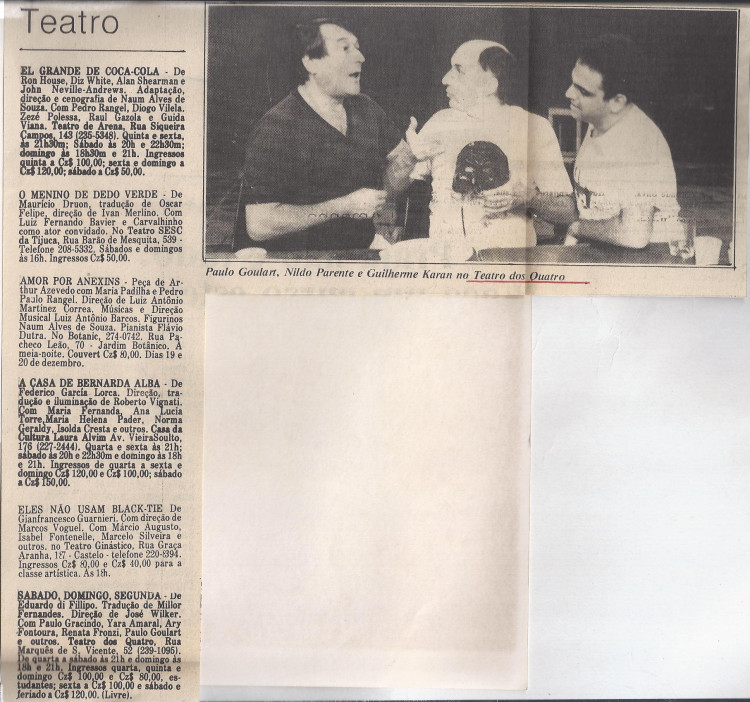 Teatro
EL GRANDE DE COCA-COLA - De
Ron House, Diz White, Alan Shearman e
John Neville-Andrews. Adaptação,
direção e cenografia de Naum Alves de
Souza. Com Pedro Rangel, Diogo Vilela,
Zezé Polessa, Raul Gazola e Guida
Viana. Teatro de Arena, Rua Siqueira
Campos, 143 (235-5348). Quinta e sexta,
às 21h30m; Sábado às 20h e 22h30m;
domingo às 18h30m e 21h. Ingressos
quinta a Cz$ 100,00; sexta e domingo a
Cz$ 120,00; sábado a Cz$ 50,00.
O MENINO DE DEDO VERDE - De
Maurício Druon, tradução de Oscar
Felipe, direção de Ivan Merlino. Com
Luiz Fernando Bavier e Carvalhinho
como ator convidado. No Teatro SESC
da Tijuca, Rua Barão de Mesquita, 539 -
Telefone 208-5332. Sábados e domingos
às 16h. Ingressos Cz$ 50,00.
AMOR POR ANEXINS - Peça de Ar-
thur Azevedo com Maria Padilha e Pedro
Paulo Rangel. Direção de Luiz Antônio
Martinez Correa. Músicas e Direção
Musical Luiz Antônio Barcos. Figurinos
Naum Alves de Souza. Pianista Flávio
Dutra. No Botanic, 274-0742. Rua Pa-
checo Leão, 70 - Jardim Botânico. À
meia-noite. Couvert Cz$ 80,00. Dias 19 e
20 de dezembro.
A CASA DE BERNARDA ALBA - De
Federico García Lorca. Direção, tra-
dução e iluminação de Roberto Vignati.
Com Maria Fernanda, Ana Lucia
Torre,Maria Helena Pader, Norma
Geraldy, Isolda Cresta e outros. Casa da
Cultura Laura Alvim Av. VieiraSoulto,
176 (227-2444). Quarta e sexta às 21h;
sábado às 20h e 22h30m e domingo às 18h
e 21h. Ingressos de quarta a sexta e
domingo Cz$ 120,00 e Cz$ 100,00; sábado
a Cz$ 150,00.
ELES NÃO USAM BLACK-TIE De
Gianfrancesco Guarnieri. Com direção de
Marcos Voguel. Com Márcio Augusto,
Isabel Fontenelle, Marcelo Silveira e
outros. no Teatro Ginástico, Rua Graça
Aranha, 187 - Castelo - telefone 220-8394.
Ingressos Cz$ 80,00 e Cz$ 40,00 para a
classe artística. Às 18h.
SÁBADO, DOMINGO, SEGUNDA - De
Eduardo di Fillipo. Tradução de Millor
Fernandes. Direção de José Wilker.
Com Paulo Gracindo, Yara Amaral, Ary
Fontoura, Renata Fronzi, Paulo Goulart
e outros. Teatro dos Quatro, Rua
Marquês de S. Vicente, 52 (239-1095).
De quarta a sábado às 21h e domingo às
18h e 21h. Ingressos quarta, quinta e
domingo Cz$ 100,00 e Cz$ 80,00, es-
tudantes; sexta a Cz$ 100,00 e sábado e
feriado a Cz$ 120,00. (Livre).
Paulo Goulart, Nildo Parente e Guilherme Karan no Teatro dos Quatro